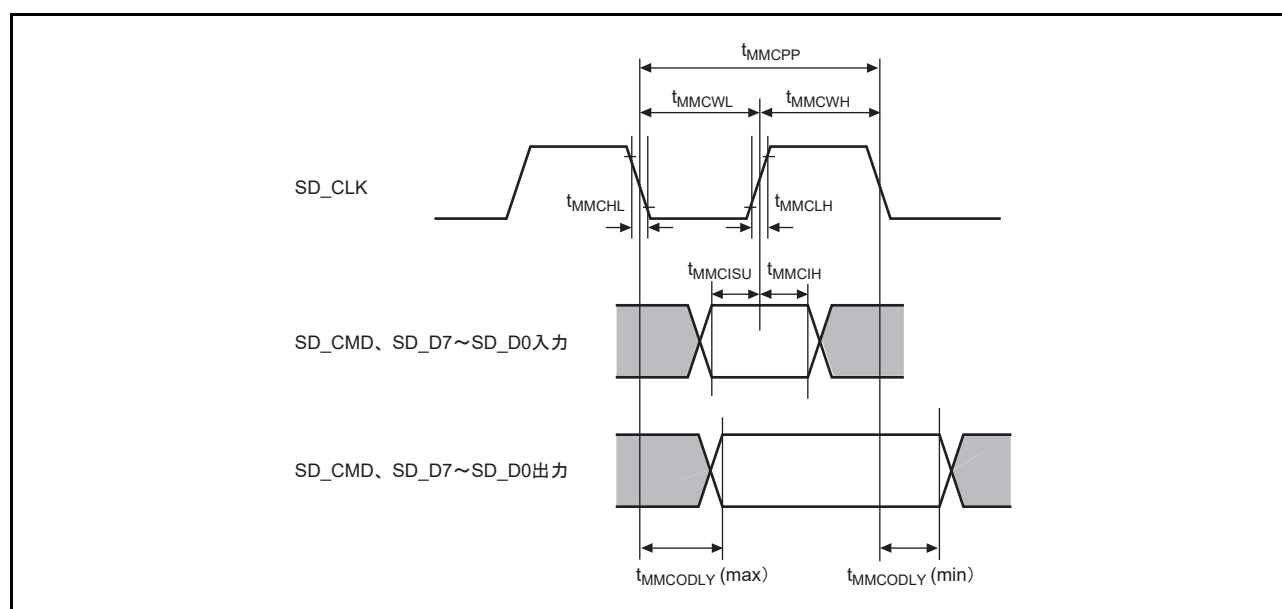 tMMCPP
tMMCWL tMMCWH
SD_CLK
tMMCHL tMMCLH
tMMCISU tMMCIH
SD_CMD、SD_D7～SD_D0入力
SD_CMD、SD_D7～SD_D0出力
tMMCODLY (max) tMMCODLY (min)